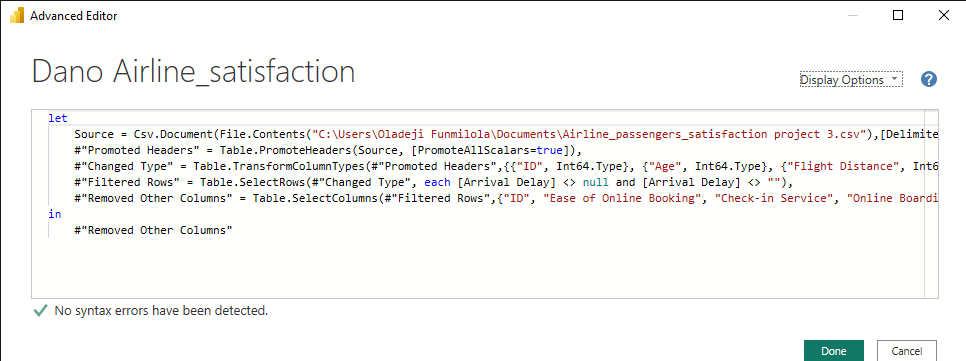 Advanced Editor
Dano Airline_satisfaction
Display Options
?
let
Source = Csv.Document(File.Contents("C:\Users\Oladeji Funmilola\Documents\Airline_passengers_satisfaction project 3.csv"),[Delimite
#"Promoted Headers" = Table.PromoteHeaders(Source, [PromoteAllScalars=true]),
#"Changed Type" = Table.TransformColumnTypes(#"Promoted Headers",{{"ID", Int64.Type}, {"Age", Int64.Type}, {"Flight Distance", Int6
#"Filtered Rows" = Table.SelectRows(#"Changed Type", each [Arrival Delay] <> null and [Arrival Delay] <> ""),
#"Removed Other Columns" = Table.SelectColumns(#"Filtered Rows",{"ID", "Ease of Online Booking", "Check-in Service", "Online Boardi
in
#"Removed Other Columns"
No syntax errors have been detected.
Done Cancel